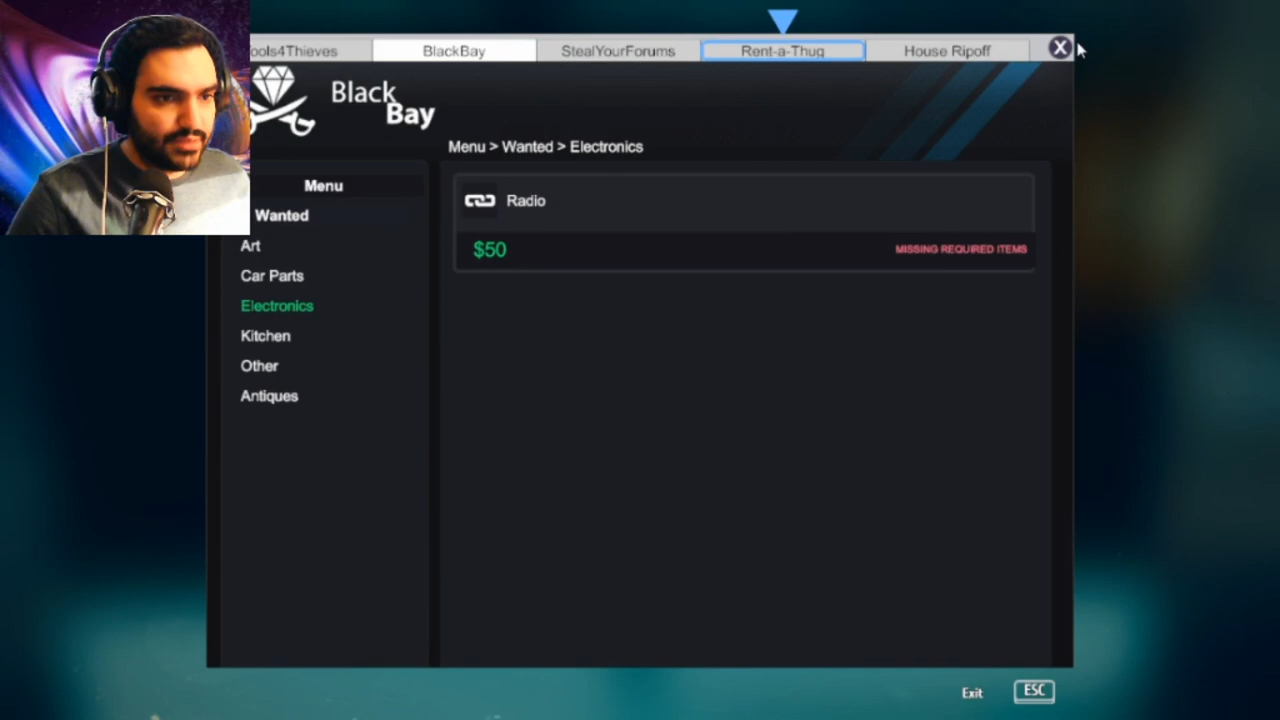 ools4Thieves BlackBay StealYourForums Rent-a-Thug House Ripoff X
Black
Bay
Menu > Wanted > Electronics
Menu
Wanted
Art
Car Parts
Electronics
Kitchen
Other
Antiques
Radio
$50 MISSING REQUIRED ITEMS
Exit ESC